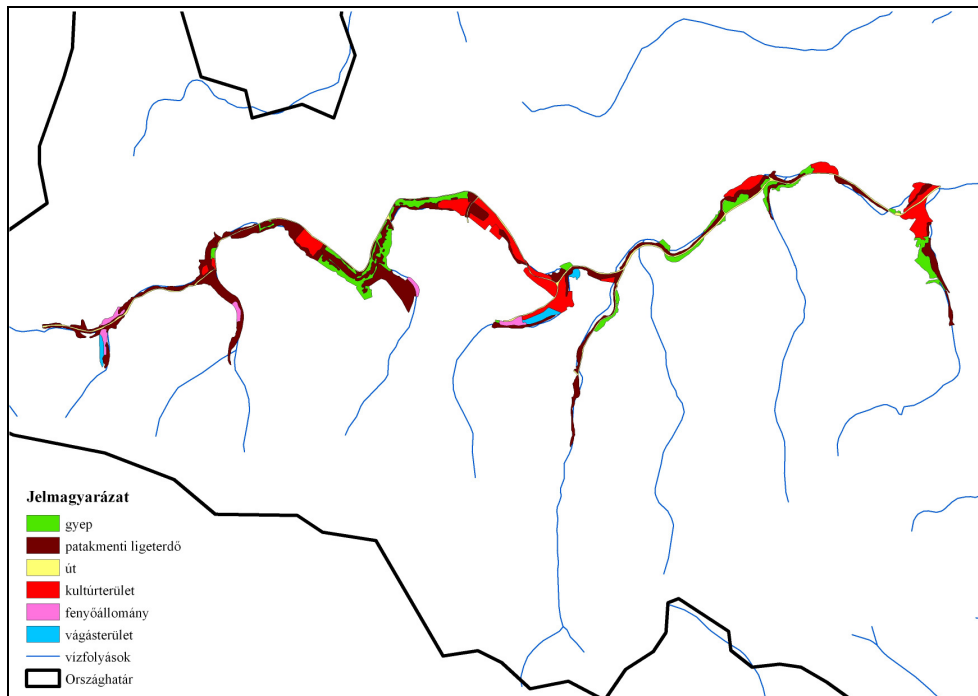 Jelmagyarázat
gyep
patakmenti ligeterdő
út
kultúrterület
fenyőállomány
vágásterület
vízfolyások
Országhatár